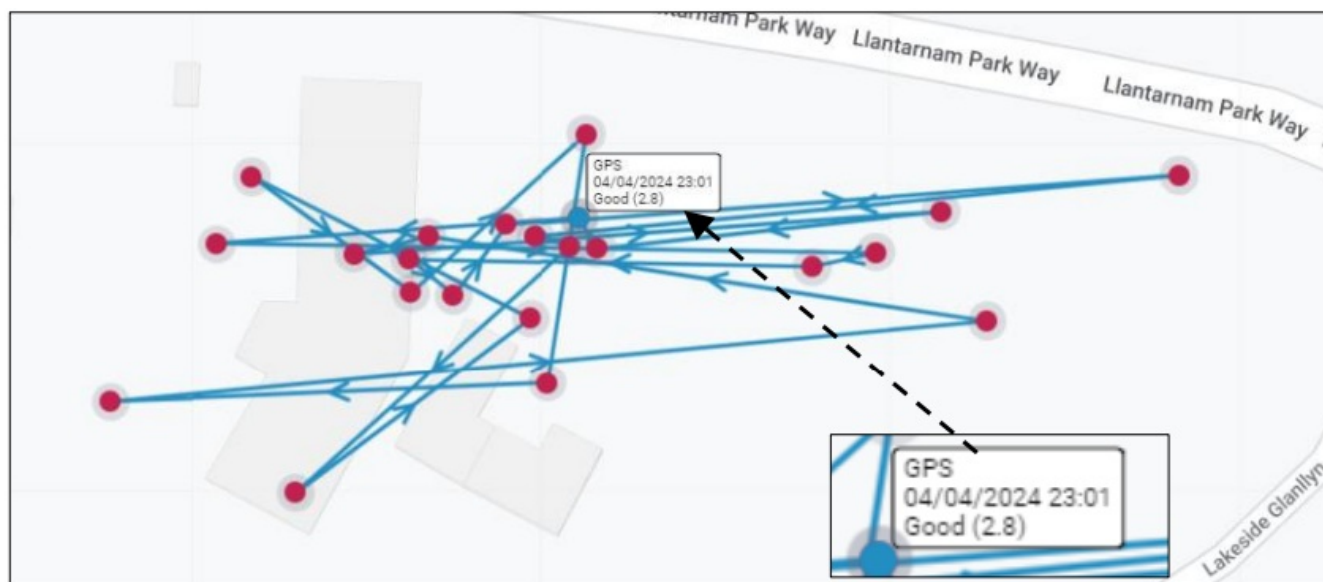 Park Way
Llantarnam Park Way
Llantarnam Park Way
GPS
04/04/2024 23:01
Good (2.8)
GPS
04/04/2024 23:01
Good (2.8)
Lakeside Glanllyn